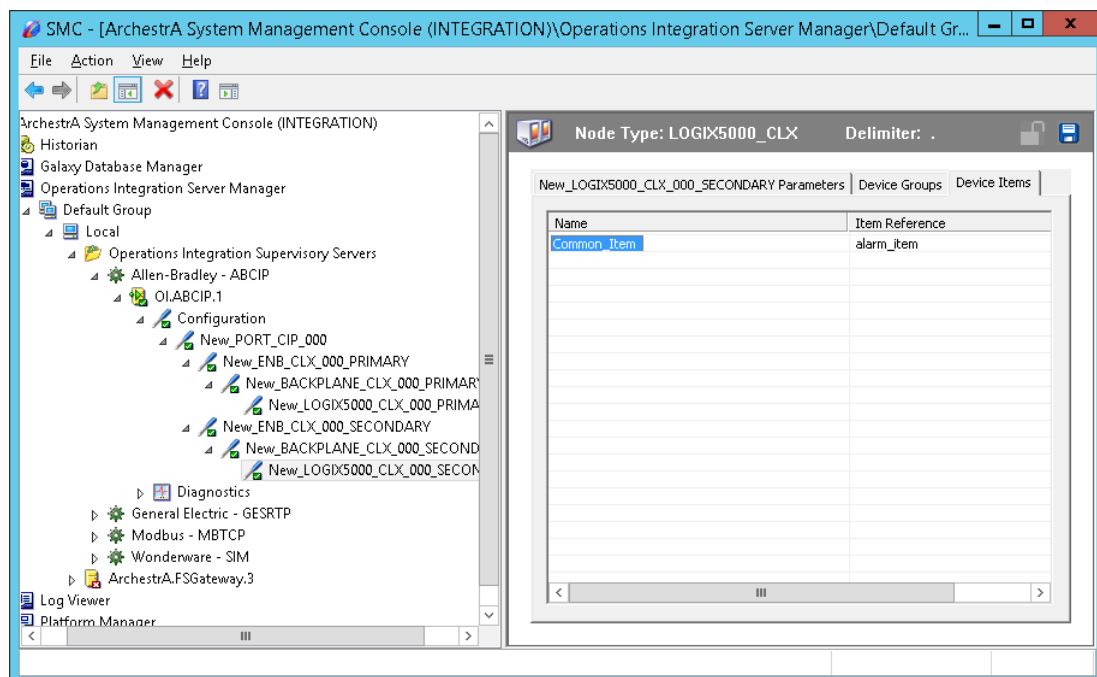 SMC - [ArchestrA System Management Console (INTEGRATION)\Operations Integration Server Manager\Default Gr...
File Action View Help
ArchestrA System Management Console (INTEGRATION)
Historian
Galaxy Database Manager
Operations Integration Server Manager
Default Group
Local
Operations Integration Supervisory Servers
Allen-Bradley - ABCIP
OI.ABCIP.1
Configuration
New_PORT_CIP_000
New_ENB_CLX_000_PRIMARY
New_BACKPLANE_CLX_000_PRIMAR
New_LOGIX5000_CLX_000_PRIMA
New_ENB_CLX_000_SECONDARY
New_BACKPLANE_CLX_000_SECOND
New_LOGIX5000_CLX_000_SECON
Diagnostics
General Electric - GESRTP
Modbus - MBTCP
Wonderware - SIM
ArchestrA.FSGateway.3
Log Viewer
Platform Manager
Node Type: LOGIX5000_CLX Delimiter: .
New_LOGIX5000_CLX_000_SECONDARY Parameters Device Groups Device Items
Name Item Reference
Common_Item alarm_item